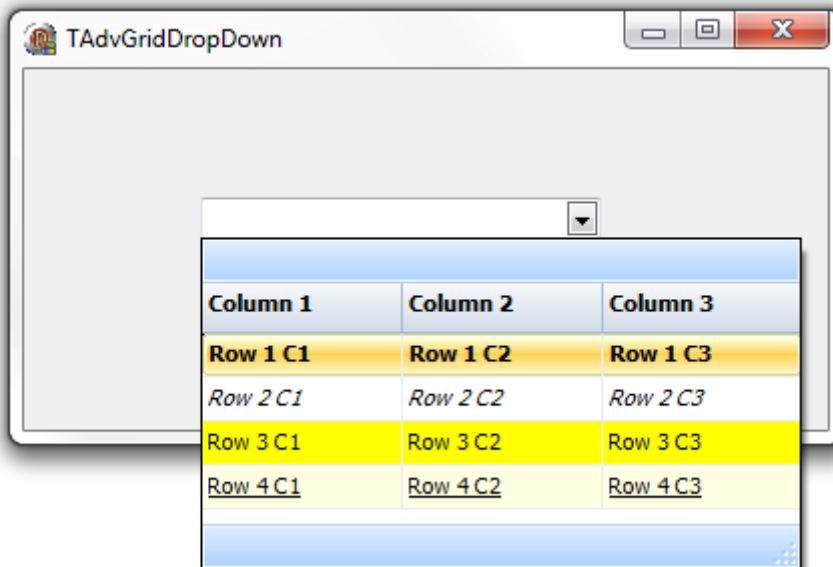 TAdvGridDropDown
Column 1 Column 2 Column 3
Row 1 C1 Row 1 C2 Row 1 C3
Row 2 C1 Row 2 C2 Row 2 C3
Row 3 C1 Row 3 C2 Row 3 C3
Row 4 C1 Row 4 C2 Row 4 C3